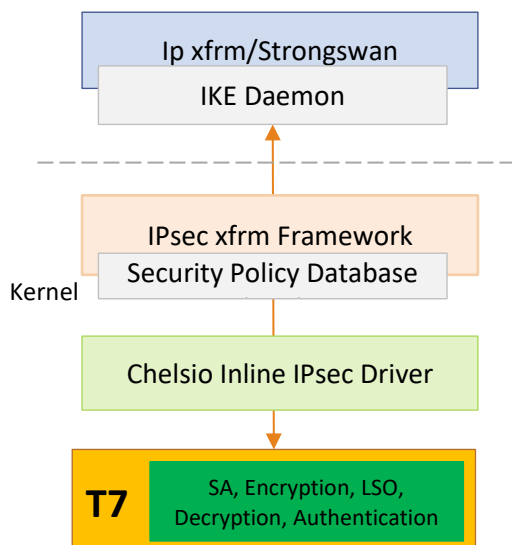 Ip xfrm/Strongswan
IKE Daemon
IPsec xfrm Framework
Security Policy Database
Kernel
Chelsio Inline IPsec Driver
T7
SA, Encryption, LSO,
Decryption, Authentication